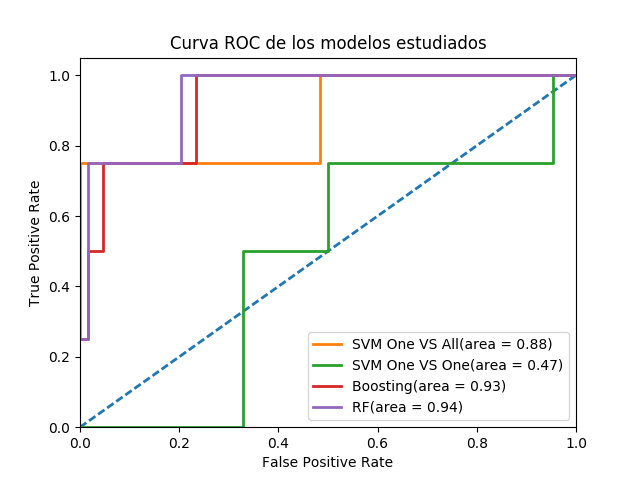 Curva ROC de los modelos estudiados
True Positive Rate
1.0
0.8
0.6
0.4
0.2
0.0
SVM One VS All(area = 0.88)
SVM One VS One(area = 0.47)
Boosting(area = 0.93)
RF(area = 0.94)
0.0 0.2 0.4 0.6 0.8 1.0
False Positive Rate